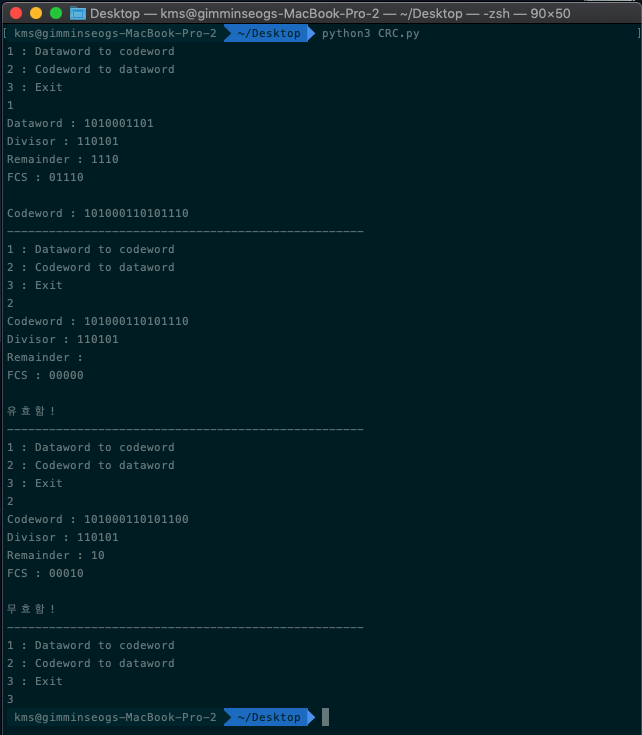 Desktop — kms@gimminseogs-MacBook-Pro-2 — ~/Desktop — -zsh — 90×50
[ kms@gimminseogs-MacBook-Pro-2 ~/Desktop python3 CRC.py ]
1 : Dataword to codeword
2 : Codeword to dataword
3 : Exit
1
Dataword : 1010001101
Divisor : 110101
Remainder : 1110
FCS : 01110
Codeword : 101000110101110
---------------------------------------------------
1 : Dataword to codeword
2 : Codeword to dataword
3 : Exit
2
Codeword : 101000110101110
Divisor : 110101
Remainder :
FCS : 00000
유효함!
---------------------------------------------------
1 : Dataword to codeword
2 : Codeword to dataword
3 : Exit
2
Codeword : 101000110101100
Divisor : 110101
Remainder : 10
FCS : 00010
무효함!
---------------------------------------------------
1 : Dataword to codeword
2 : Codeword to dataword
3 : Exit
3
kms@gimminseogs-MacBook-Pro-2 ~/Desktop